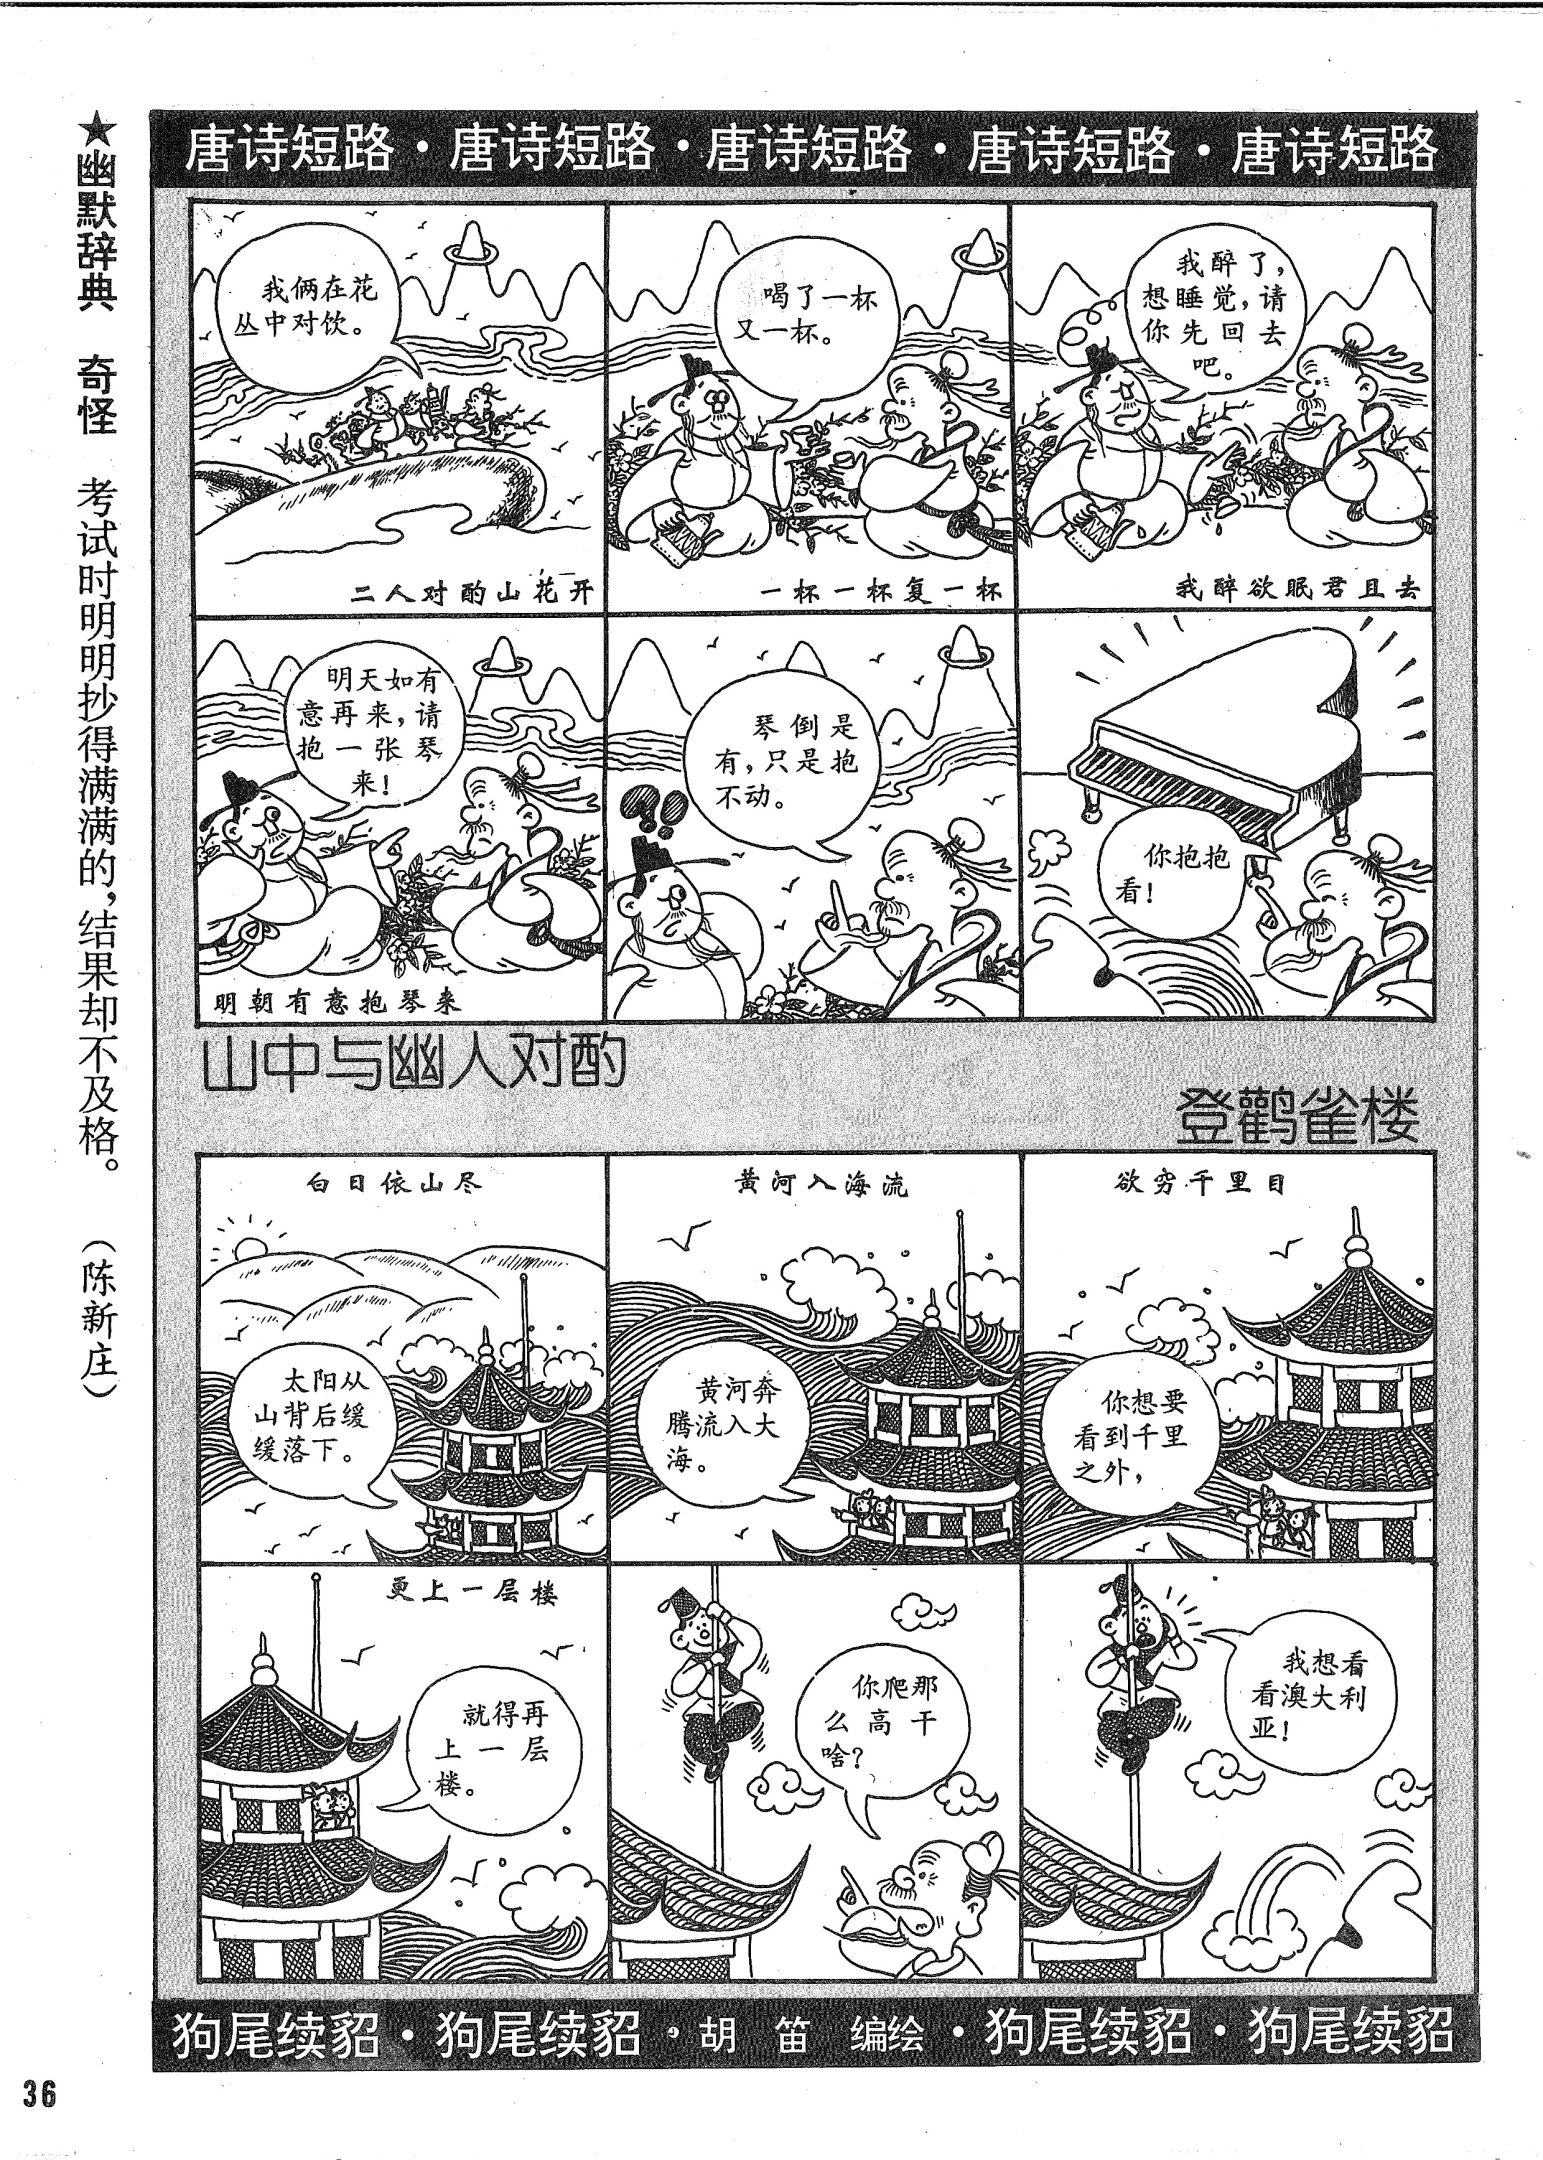 唐诗短路·唐诗短路·唐诗短路·唐诗短路·唐诗短路
★幽默辞典 奇怪 考试时明明抄得满满的，结果却不及格。 （陈新庄）
我俩在花
丛中对饮。
二人对酌山花开
喝了一杯
又一杯。
一杯一杯复一杯
我醉了，
想睡觉，请
你先回去
吧。
我醉欲眠君且去
明天如有
意再来，请
抱一张琴
来！
明朝有意抱琴来
?!
琴倒是
有，只是抱
不动。
你抱抱
看！
山中与幽人对酌
登鹳雀楼
白日依山尽
太阳从
山背后缓
缓落下。
黄河入海流
黄河奔
腾流入大
海。
欲穷千里目
你想要
看到千里
之外，
更上一层楼
就得再
上一层
楼。
你爬那
么高干
啥？
我想看
看澳大利
亚！
狗尾续貂·狗尾续貂·胡笛 编绘·狗尾续貂·狗尾续貂
36